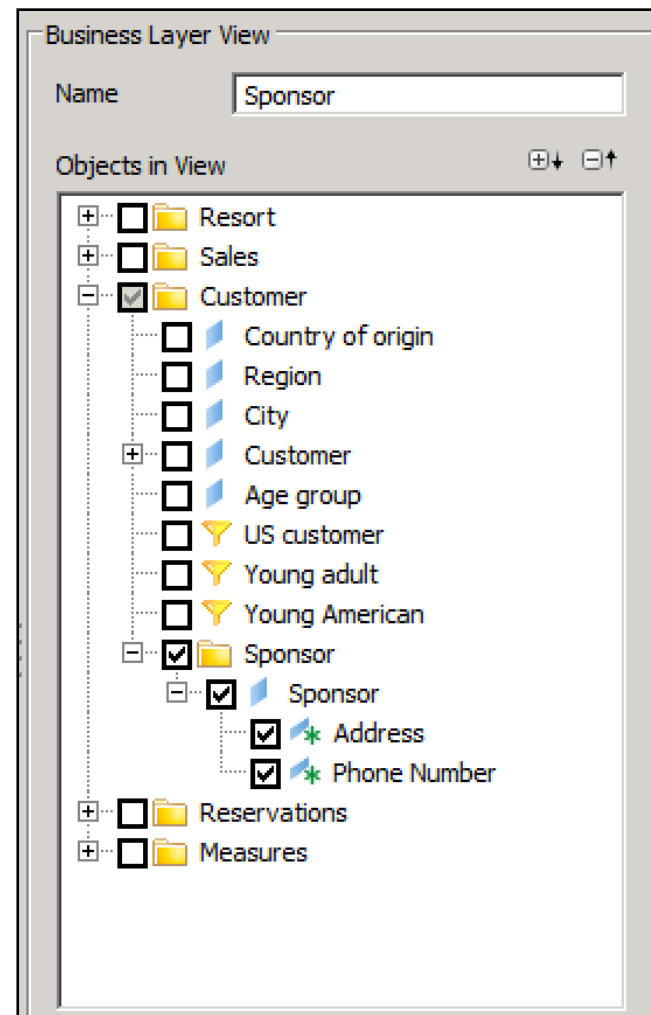 Business Layer View
Name Sponsor
Objects in View
Resort
Sales
Customer
Country of origin
Region
City
Customer
Age group
US customer
Young adult
Young American
Sponsor
Sponsor
Address
Phone Number
Reservations
Measures